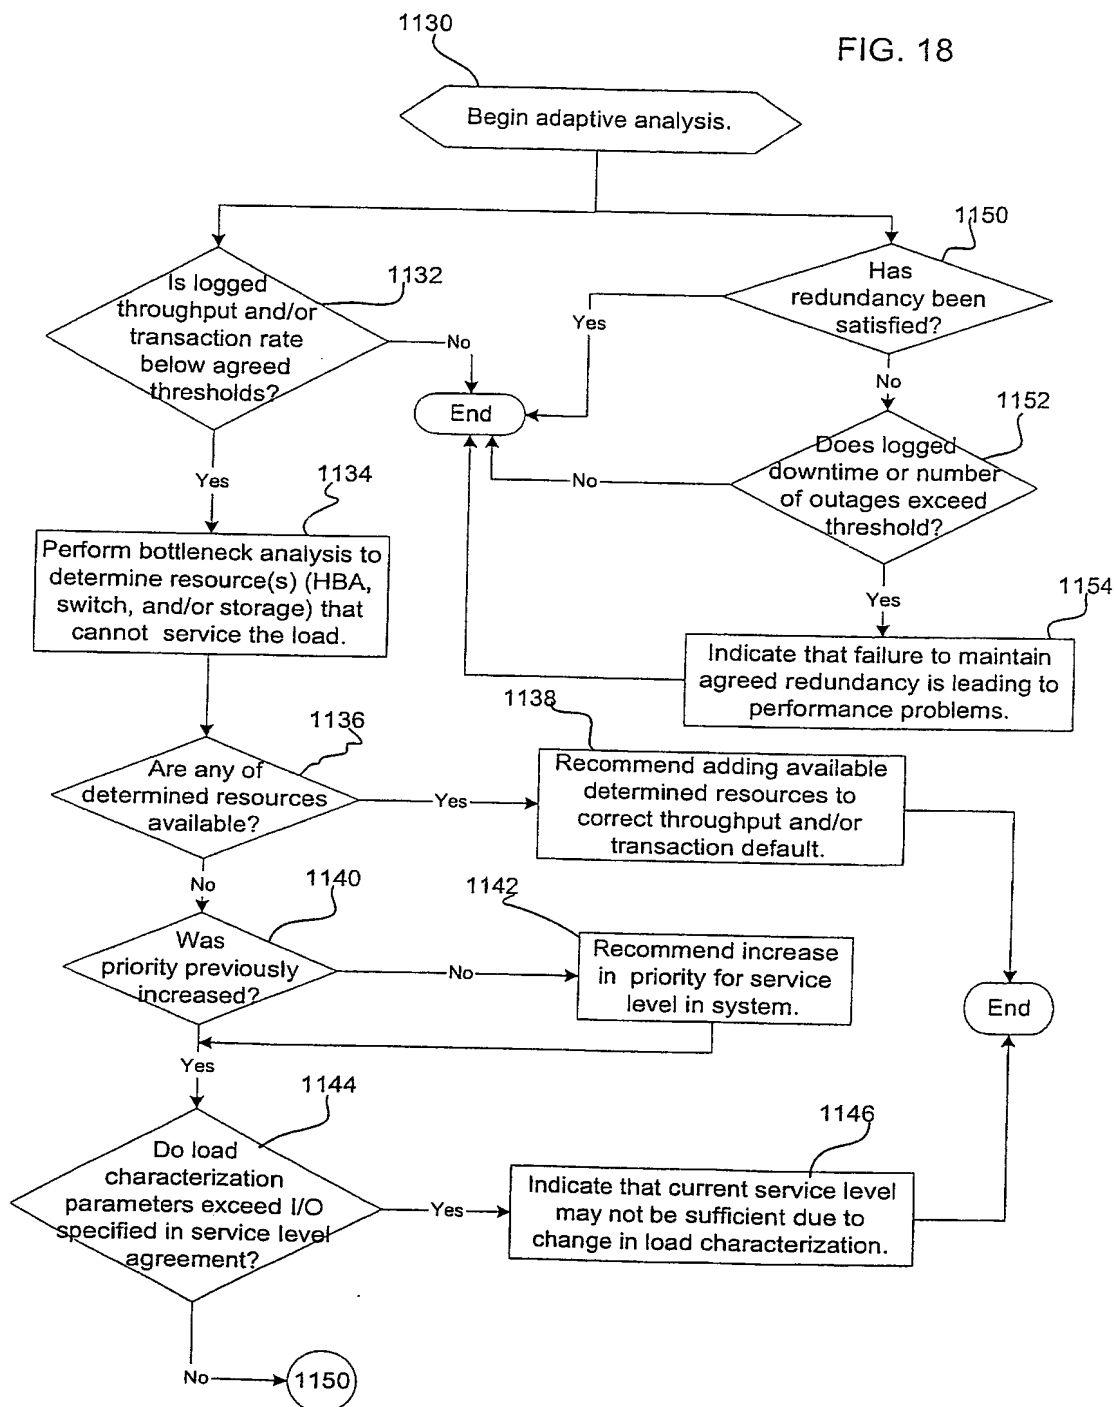 1130
FIG. 18
Begin adaptive analysis.
1150
Has
redundancy been
satisfied?
1132
Is logged
throughput and/or
transaction rate
below agreed
thresholds?
No
Yes
End
No
1152
Does logged
downtime or number
of outages exceed
threshold?
No
Yes
1134
Yes
Perform bottleneck analysis to
determine resource(s) (HBA,
switch, and/or storage) that
cannot service the load.
1154
Indicate that failure to maintain
agreed redundancy is leading to
performance problems.
1136
Are any of
determined resources
available?
Yes
1138
Recommend adding available
determined resources to
correct throughput and/or
transaction default.
No
1140
Was
priority previously
increased?
No
1142
Recommend increase
in priority for service
level in system.
End
Yes
1144
Do load
characterization
parameters exceed I/O
specified in service level
agreement?
Yes
1146
Indicate that current service level
may not be sufficient due to
change in load characterization.
No
1150